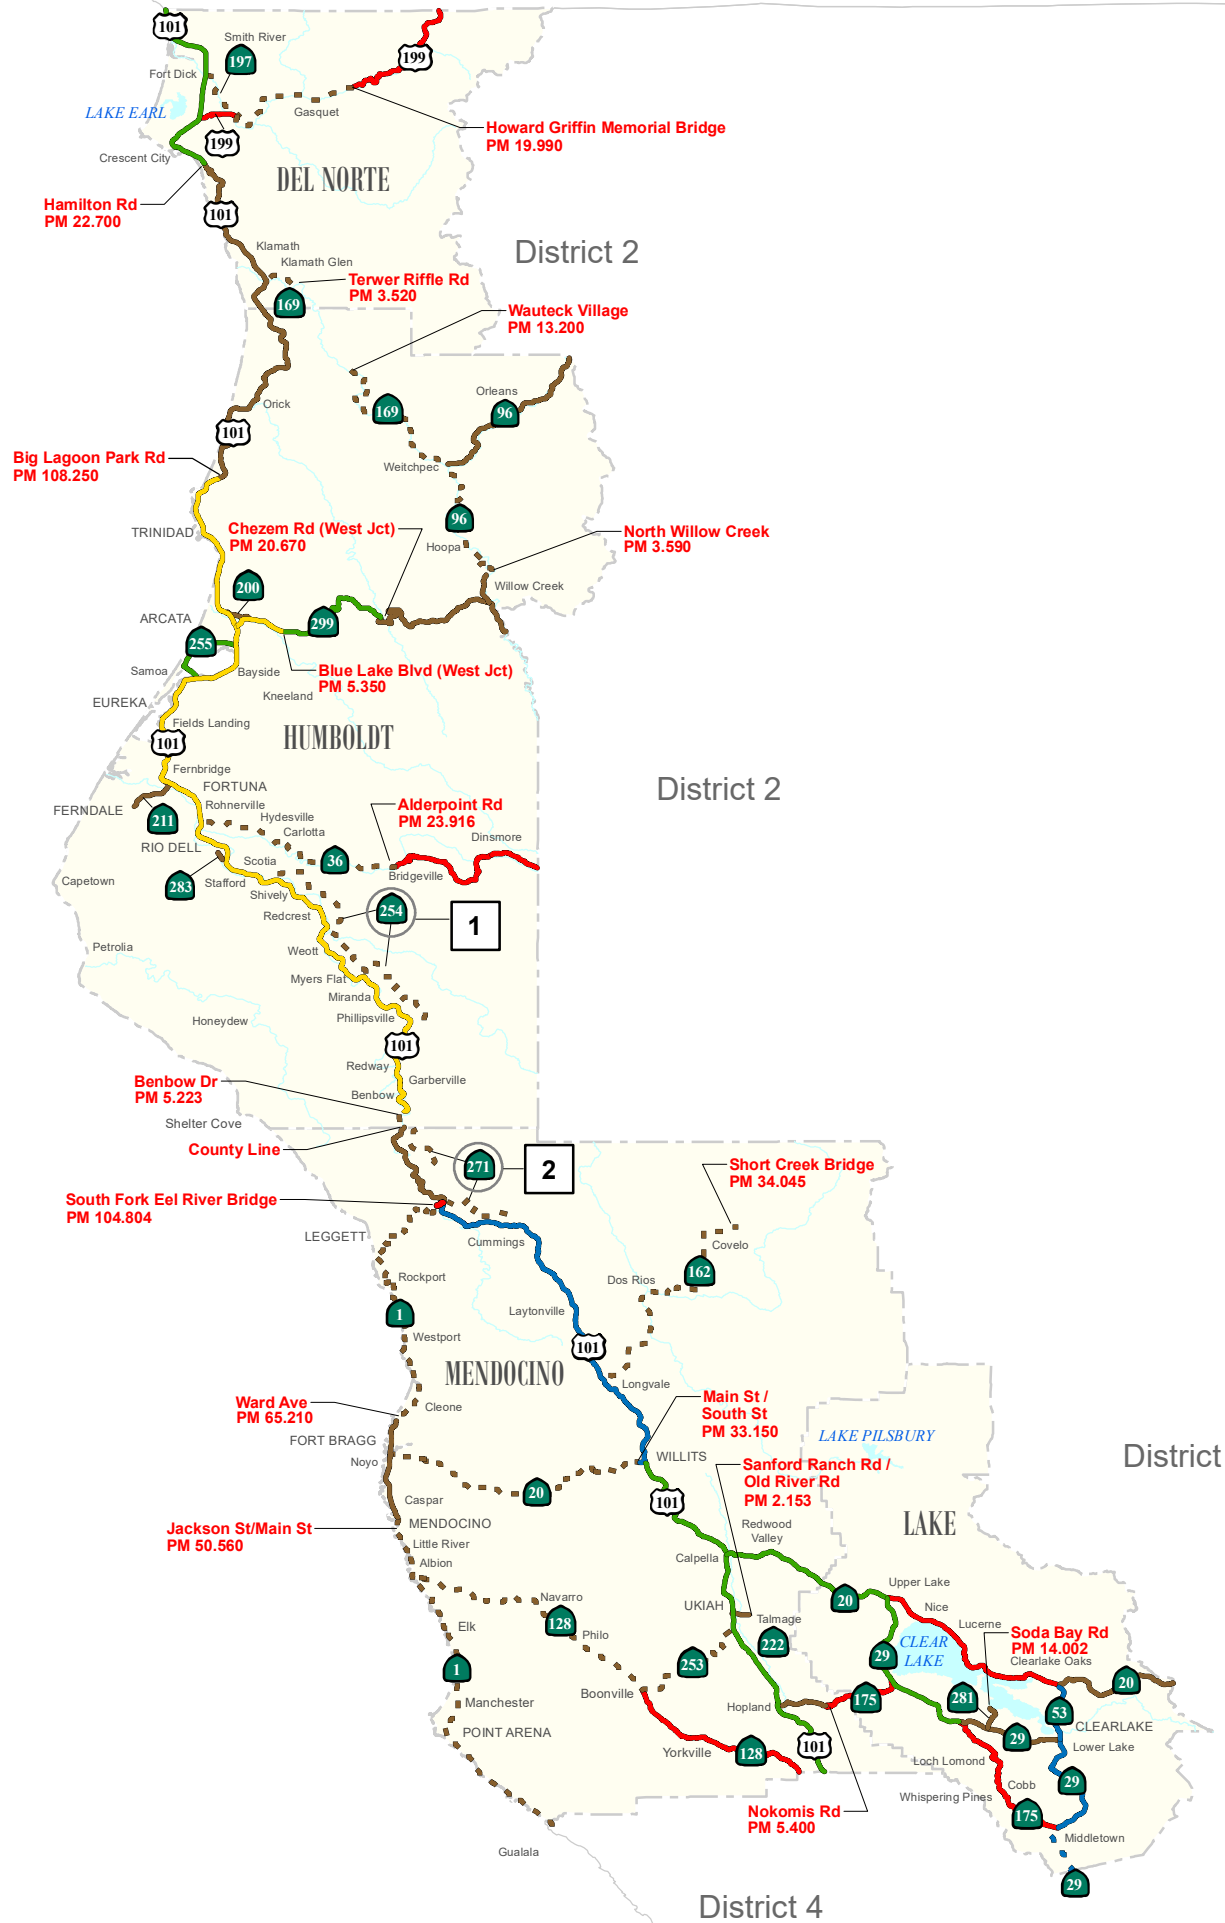 101
Smith River
197
199
Fort Dick
LAKE EARL
Gasquet
Howard Griffin Memorial Bridge
PM 19.990
199
Crescent City
DEL NORTE
Hamilton Rd
PM 22.700
101
Klamath
District 2
Klamath Glen
Terwer Riffle Rd
PM 3.520
169
Wauteck Village
PM 13.200
Orleans
169
96
Orick
101
Big Lagoon Park Rd
PM 108.250
Weitchpec
96
TRINIDAD
Chezem Rd (West Jct)
PM 20.670
North Willow Creek
PM 3.590
Hoopa
200
Willow Creek
ARCATA
299
255
Samoa
Bayside
Blue Lake Blvd (West Jct)
PM 5.350
Kneeland
EUREKA
Fields Landing
101
HUMBOLDT
Fernbridge
District 2
FORTUNA
FERNDALE
Rohnerville
Alderpoint Rd
PM 23.916
211
Hydesville
Carlotta
Dinsmore
RIO DELL
36
Scotia
Bridgeville
Capetown
283
Stafford
Shively
Redcrest
254
1
Petrolia
Weott
Myers Flat
Miranda
Honeydew
Phillipsville
101
Redway
Garberville
Benbow Dr
PM 5.223
Benbow
Shelter Cove
County Line
271
2
Short Creek Bridge
PM 34.045
South Fork Eel River Bridge
PM 104.804
LEGGETT
Cummings
Covelo
162
Rockport
Dos Rios
1
Laytonville
Westport
101
MENDOCINO
Longvale
Ward Ave
PM 65.210
Cleone
Main St /
South St
PM 33.150
FORT BRAGG
LAKE PILSBURY
Noyo
WILLITS
District
Sanford Ranch Rd /
Old River Rd
PM 2.153
20
101
Caspar
Jackson St/Main St
PM 50.560
MENDOCINO
Redwood
Valley
LAKE
Little River
Albion
Calpella
Upper Lake
Navarro
20
Nice
UKIAH
Talmage
Lucerne
128
Elk
Philo
222
CLEAR
LAKE
Soda Bay Rd
PM 14.002
Clearlake Oaks
1
253
29
20
Boonville
Hopland
175
281
53
Manchester
CLEARLAKE
POINT ARENA
29
Lower Lake
Yorkville
128
101
Loch Lomond
29
Cobb
Whispering Pines
Nokomis Rd
PM 5.400
175
Middletown
Gualala
29
District 4